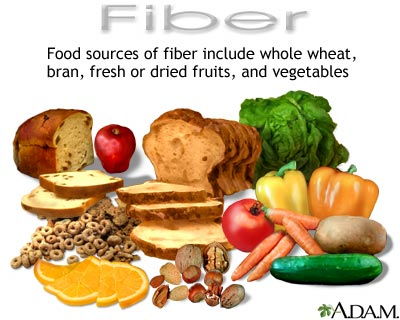 Fiber
Food sources of fiber include whole wheat,
bran, fresh or dried fruits, and vegetables
A.D.A.M.